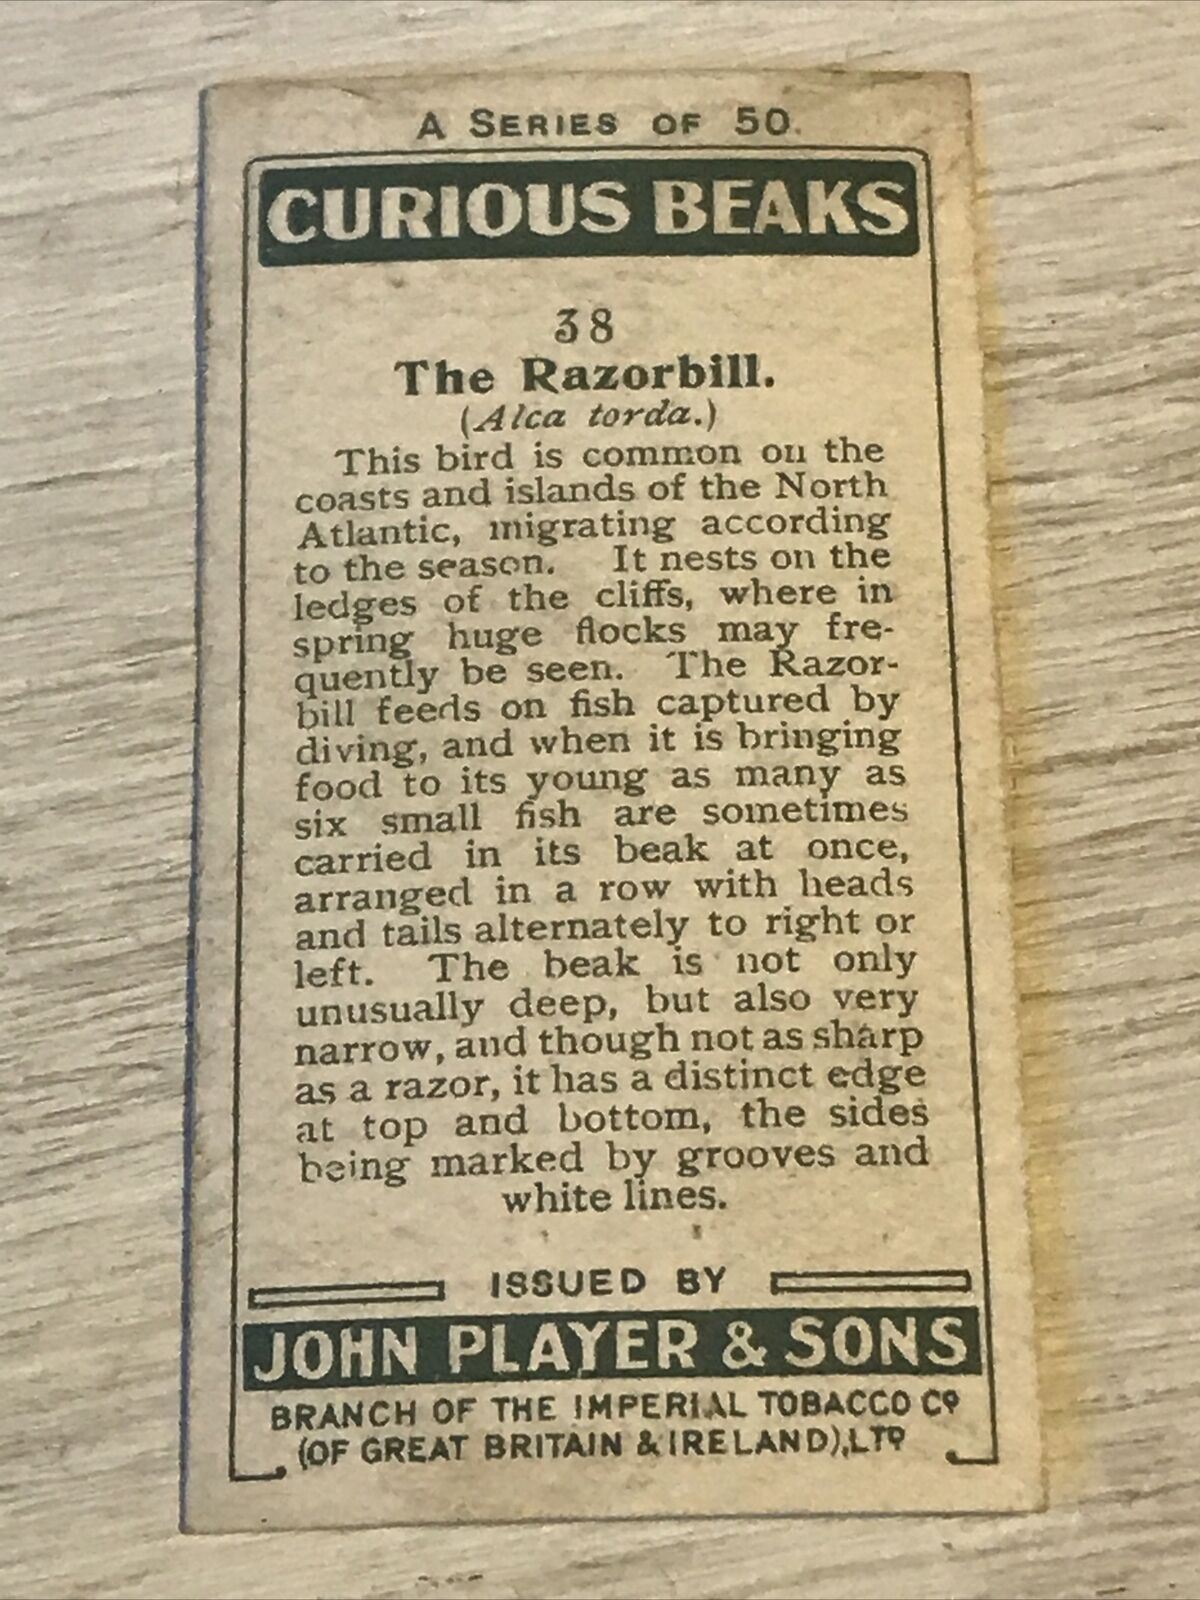 A SERIES OF 50.
CURIOUS BEAKS
38
The Razorbill.
(Alca torda.)
This bird is common on the
coasts and islands of the North
Atlantic, migrating according
to the season. It nests on the
ledges of the cliffs, where in
spring huge flocks may fre-
quently be seen. The Razor-
bill feeds on fish captured by
diving, and when it is bringing
food to its young as many as
six small fish are sometimes
carried in its beak at once,
arranged in a row with heads
and tails alternately to right or
left. The beak is not only
unusually deep, but also very
narrow, and though not as sharp
as a razor, it has a distinct edge
at top and bottom, the sides
being marked by grooves and
white lines.
ISSUED BY
JOHN PLAYER & SONS
BRANCH OF THE IMPERIAL TOBACCO Cº
(OF GREAT BRITAIN & IRELAND), LTD